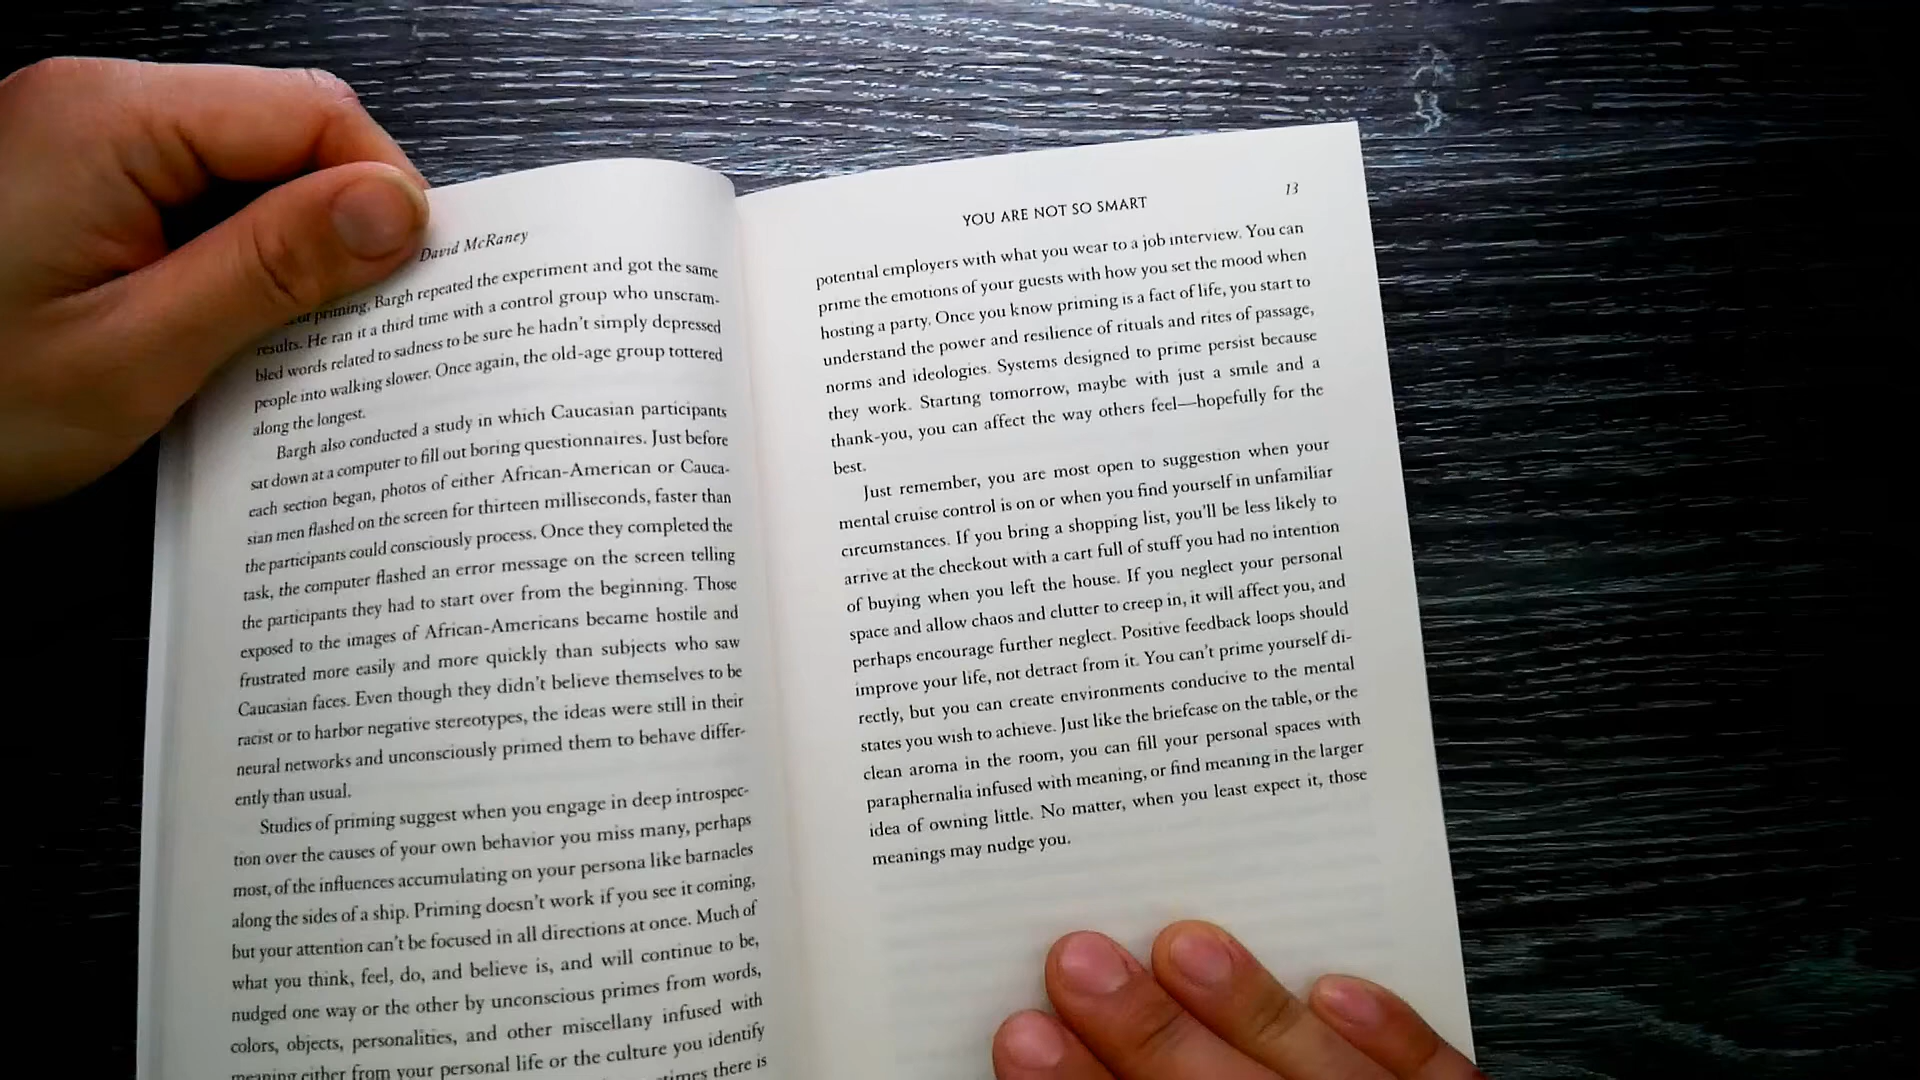 David McRaney
priming, Bargh repeated the experiment and got the same
results. He ran it a third time with a control group who unscram-
bled words related to sadness to be sure he hadn't simply depressed
people into walking slower. Once again, the old-age group tottered
along the longest.
Bargh also conducted a study in which Caucasian participants
sat down at a computer to fill out boring questionnaires. Just before
each section began, photos of either African-American or Cauca-
sian men flashed on the screen for thirteen milliseconds, faster than
the participants could consciously process. Once they completed the
task, the computer flashed an error message on the screen telling
the participants they had to start over from the beginning. Those
exposed to the images of African-Americans became hostile and
frustrated more easily and more quickly than subjects who saw
Caucasian faces. Even though they didn't believe themselves to be
racist or to harbor negative stereotypes, the ideas were still in their
neural networks and unconsciously primed them to behave differ-
ently than usual.
Studies of priming suggest when you engage in deep introspec-
tion over the causes of your own behavior you miss many, perhaps
most, of the influences accumulating on your persona like barnacles
along the sides of a ship. Priming doesn't work if you see it coming,
but your attention can't be focused in all directions at once. Much of
what you think, feel, do, and believe is, and will continue to be,
nudged one way or the other by unconscious primes from words,
colors, objects, personalities, and other miscellany infused with
meaning either from your personal life or the culture you identify
there is
YOU ARE NOT SO SMART 13
potential employers with what you wear to a job interview. You can
prime the emotions of your guests with how you set the mood when
hosting a party. Once you know priming is a fact of life, you start to
understand the power and resilience of rituals and rites of passage,
norms and ideologies. Systems designed to prime persist because
they work. Starting tomorrow, maybe with just a smile and a
thank-you, you can affect the way others feel—hopefully for the
best.
Just remember, you are most open to suggestion when your
mental cruise control is on or when you find yourself in unfamiliar
circumstances. If you bring a shopping list, you'll be less likely to
arrive at the checkout with a cart full of stuff you had no intention
of buying when you left the house. If you neglect your personal
space and allow chaos and clutter to creep in, it will affect you, and
perhaps encourage further neglect. Positive feedback loops should
improve your life, not detract from it. You can't prime yourself di-
rectly, but you can create environments conducive to the mental
states you wish to achieve. Just like the briefcase on the table, or the
clean aroma in the room, you can fill your personal spaces with
paraphernalia infused with meaning, or find meaning in the larger
idea of owning little. No matter, when you least expect it, those
meanings may nudge you.